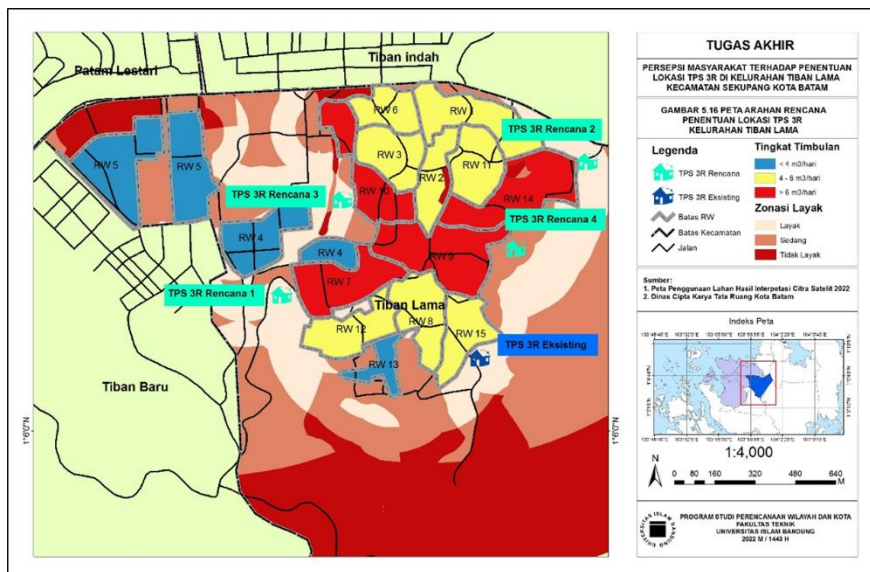 Patam Lestari
Tiban indah
RW 6
RW 1
TPS 3R Rencana 2
RW 5
RW 5
RW 3
RW 11
RW 2
TPS 3R Rencana 3
RW 10
RW 14
TPS 3R Rencana 4
RW 4
RW 4
RW 9
RW 7
TPS 3R Rencana 1
Tiban Lama
RW 12
RW 8
RW 15
TPS 3R Eksisting
RW 13
Tiban Baru
1°6'0"N
1°6'0"N
TUGAS AKHIR
PERSEPSI MASYARAKAT TERHADAP PENENTUAN
LOKASI TPS 3R DI KELURAHAN TIBAN LAMA
KECAMATAN SEKUPANG KOTA BATAM
GAMBAR 5.16 PETA ARAHAN RENCANA
PENENTUAN LOKASI TPS 3R
KELURAHAN TIBAN LAMA
Legenda
TPS 3R Rencana
TPS 3R Eksisting
Batas RW
Batas Kecamatan
Jalan
Tingkat Timbulan
< 4 m3/hari
4 - 6 m3/hari
> 6 m3/hari
Zonasi Layak
Layak
Sedang
Tidak Layak
Sumber:
1. Peta Penggunaan Lahan Hasil Interpetasi Citra Satelit 2022
2. Dinas Cipta Karya Tata Ruang Kota Batam
Indeks Peta
1:4,000
N
0 80 160 320 480 640
M
PROGRAM STUDI PERENCANAAN WILAYAH DAN KOTA
FAKULTAS TEKNIK
UNIVERSITAS ISLAM BANDUNG
2022 M / 1443 H